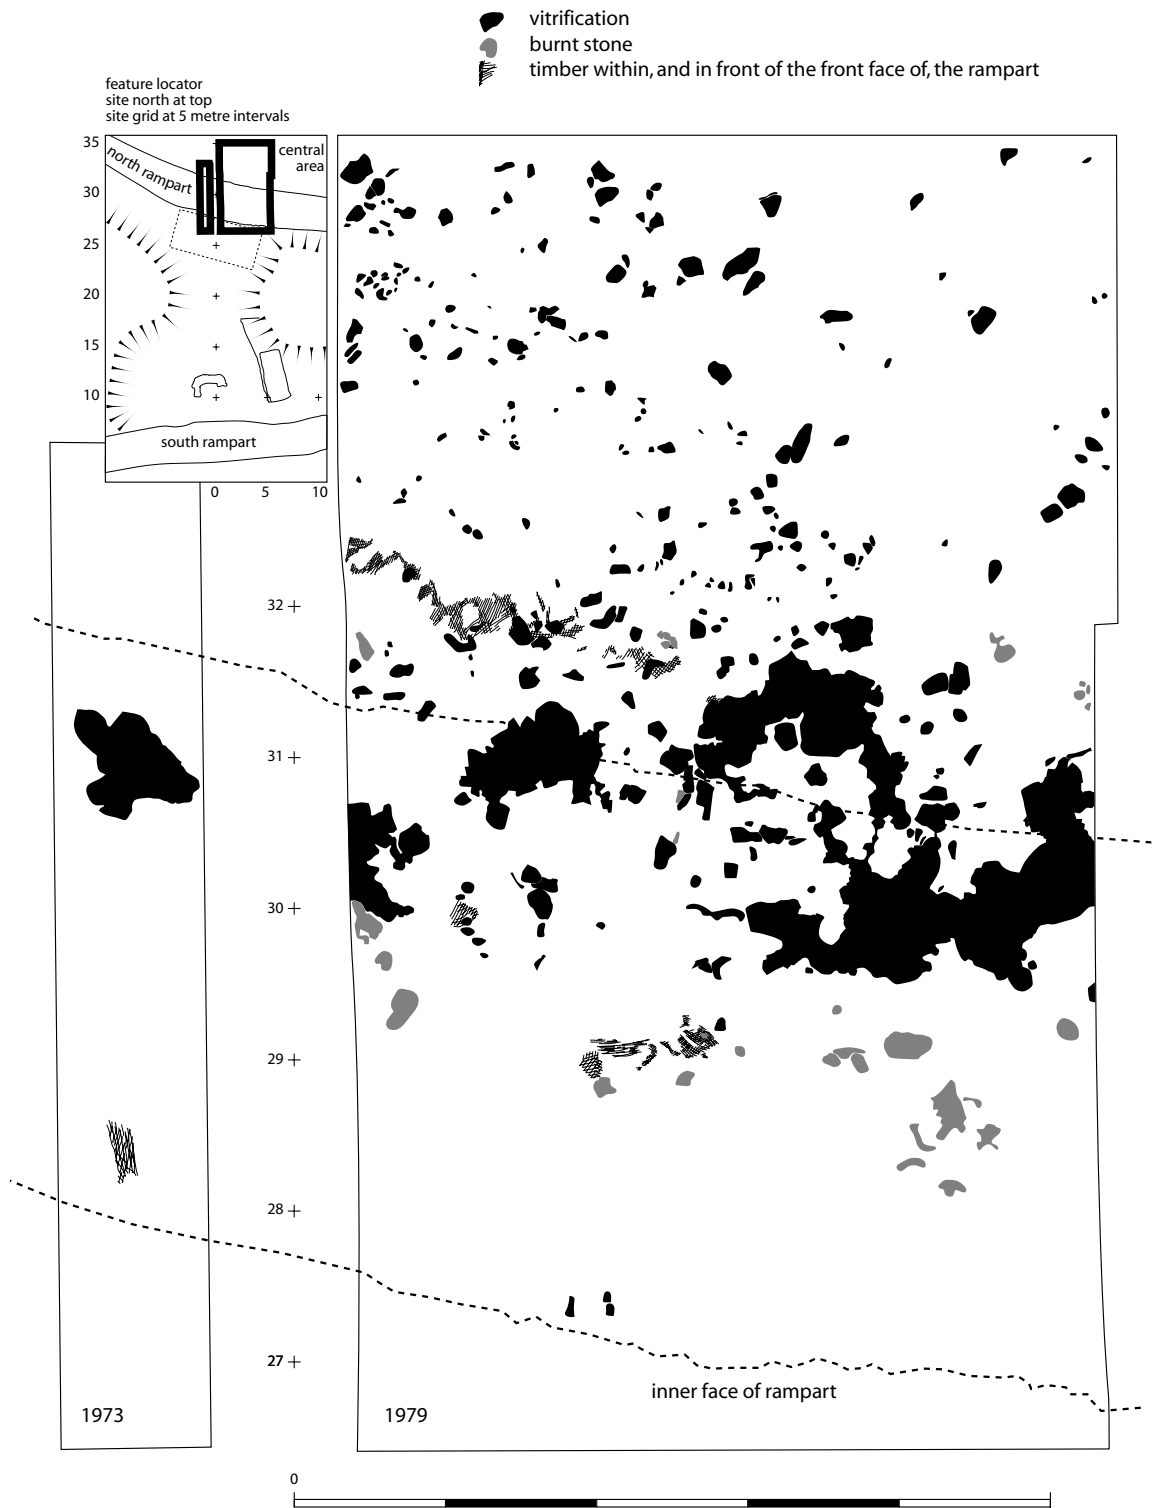 vitrification
burnt stone
timber within, and in front of the front face of, the rampart
feature locator
site north at top
site grid at 5 metre intervals
35
30
25
20
15
10
north rampart
central
area
south rampart
0 5 10
32
31
30
29
28
27
inner face of rampart
1973
1979
0